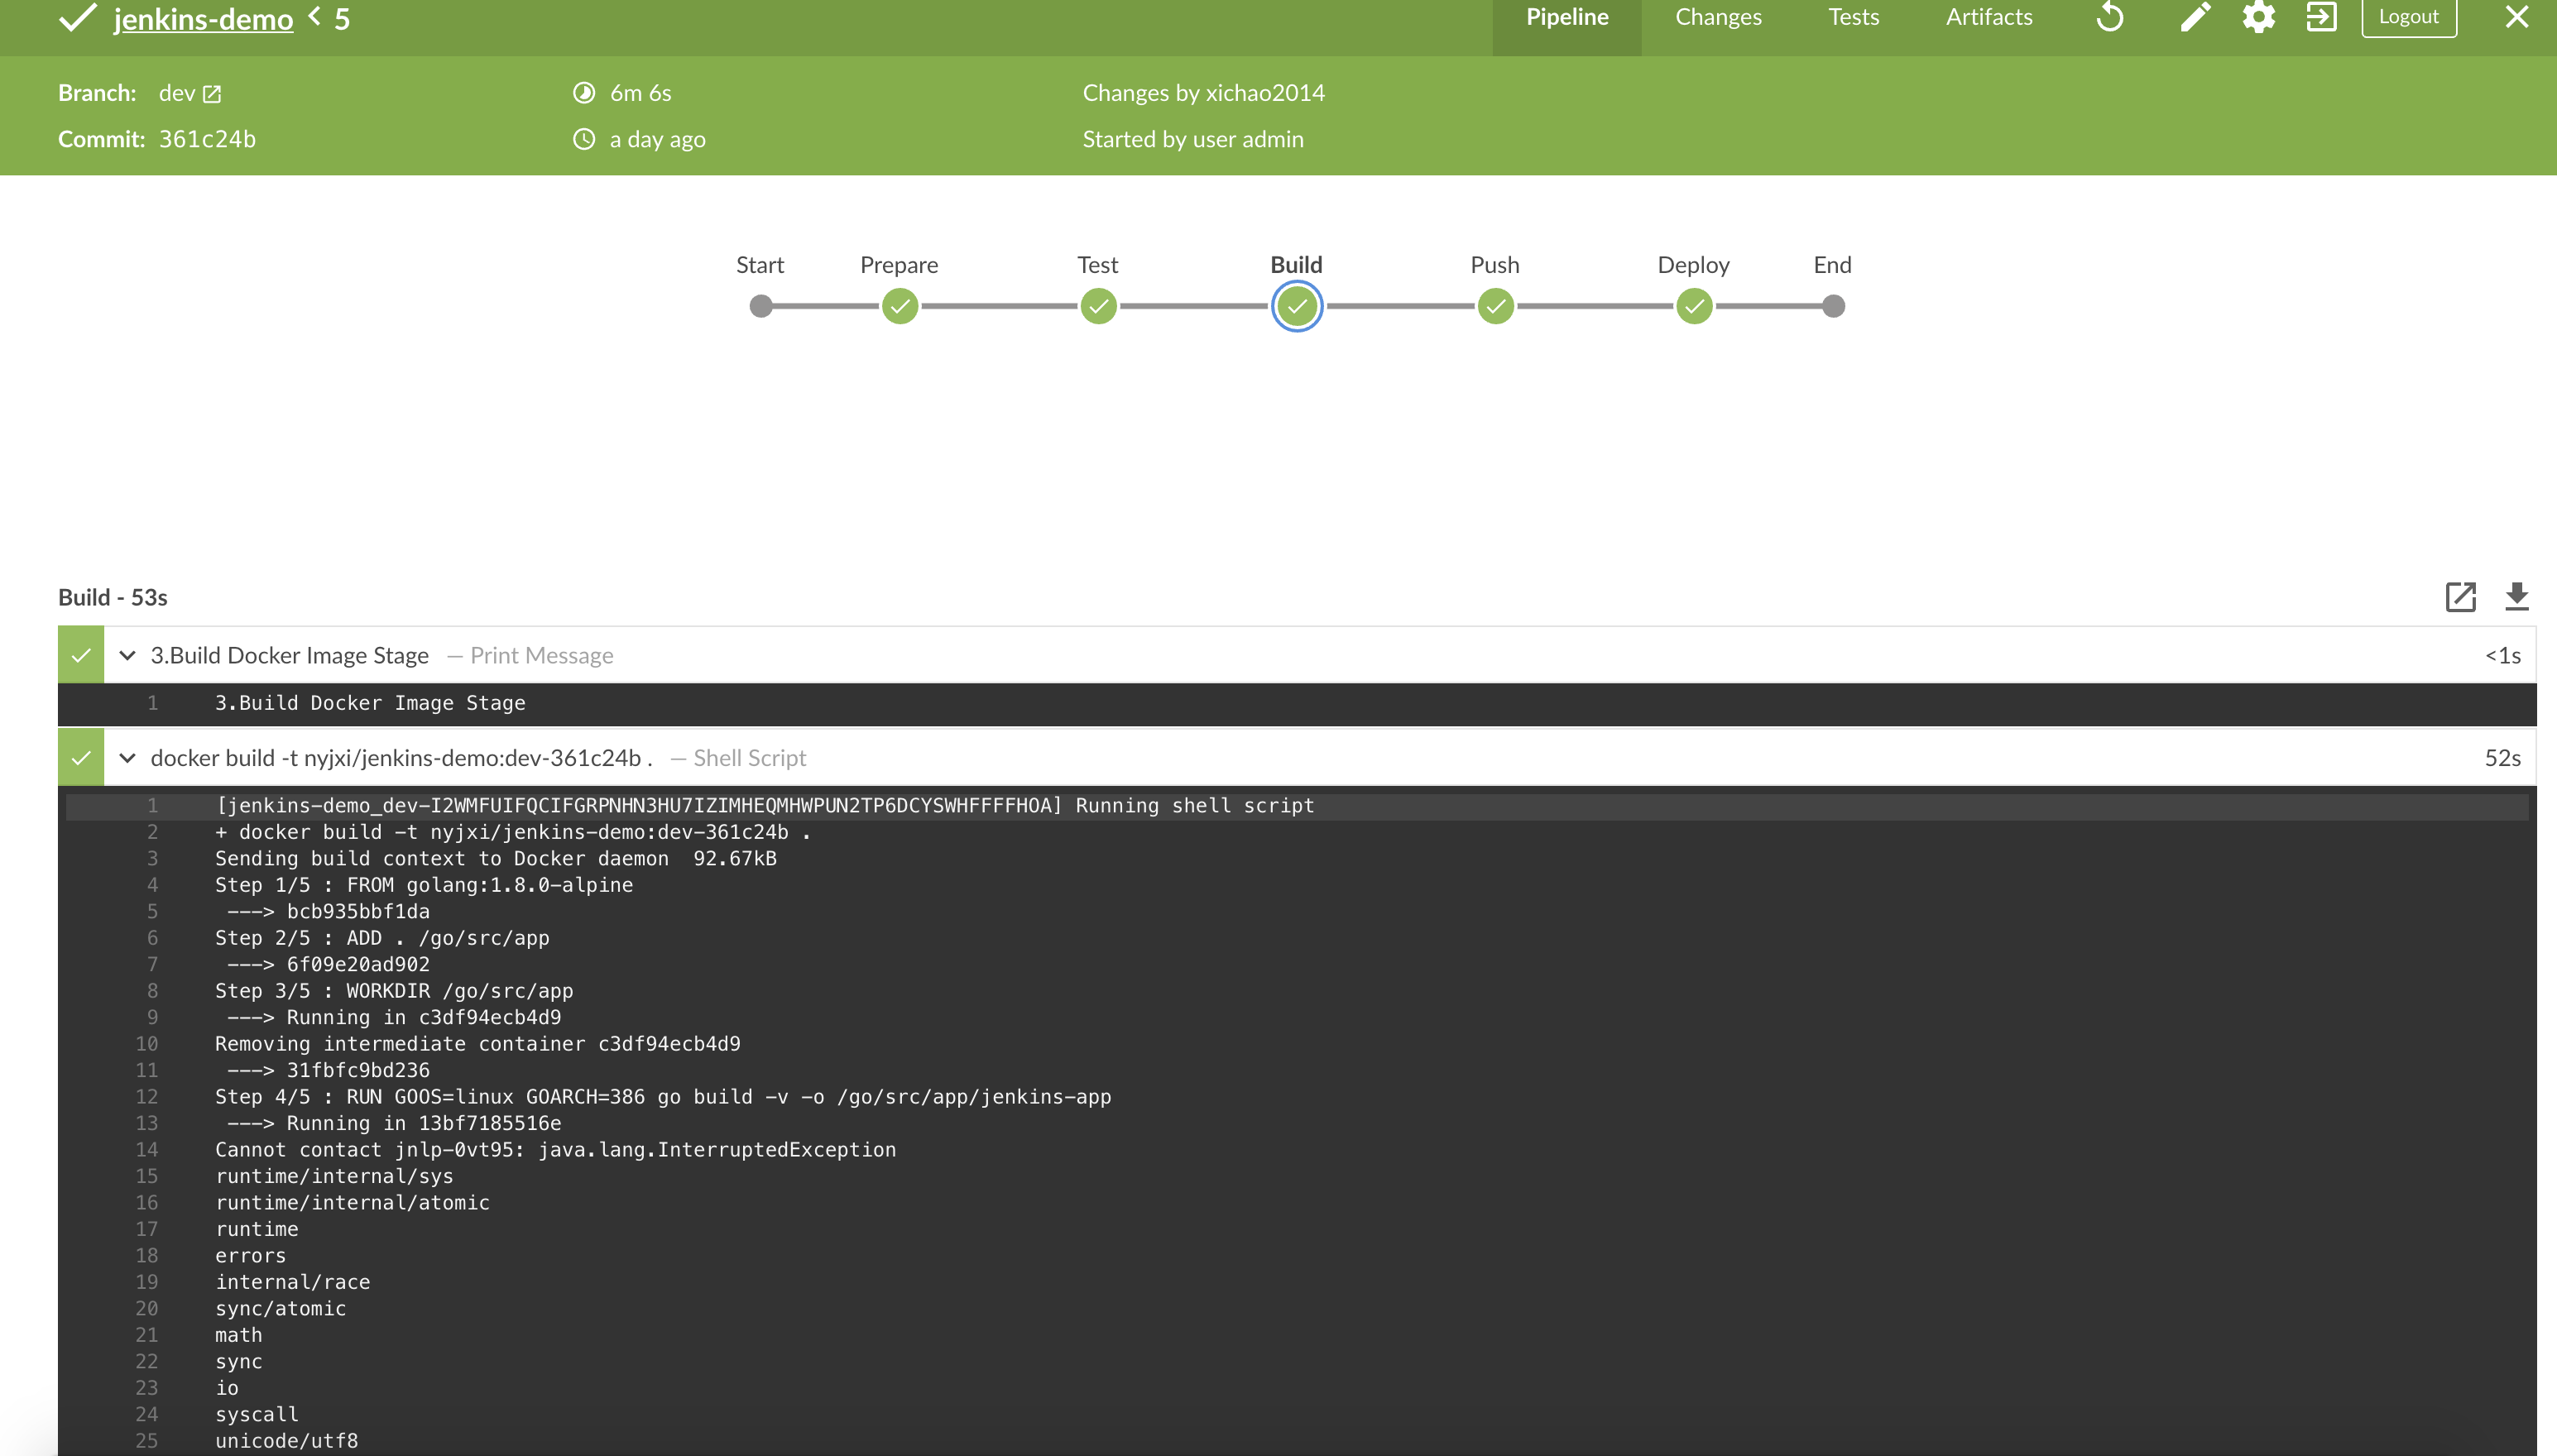 jenkins-demo 5 Pipeline Changes Tests Artifacts Logout
Branch: dev 6m 6s Changes by xichao2014
Commit: 361c24b a day ago Started by user admin
Start Prepare Test Build Push Deploy End
Build - 53s
3.Build Docker Image Stage — Print Message <1s
1 3.Build Docker Image Stage
docker build -t nyjxi/jenkins-demo:dev-361c24b . — Shell Script 52s
1 [jenkins-demo_dev-I2WMFUIFQCIFGRPNHN3HU7IZIMHEQMHWPUN2TP6DCYSWHFFFFHOA] Running shell script
2 + docker build -t nyjxi/jenkins-demo:dev-361c24b .
3 Sending build context to Docker daemon  92.67kB
4 Step 1/5 : FROM golang:1.8.0-alpine
5  ---> bcb935bbf1da
6 Step 2/5 : ADD . /go/src/app
7  ---> 6f09e20ad902
8 Step 3/5 : WORKDIR /go/src/app
9  ---> Running in c3df94ecb4d9
10 Removing intermediate container c3df94ecb4d9
11  ---> 31fbfc9bd236
12 Step 4/5 : RUN GOOS=linux GOARCH=386 go build -v -o /go/src/app/jenkins-app
13  ---> Running in 13bf7185516e
14 Cannot contact jnlp-0vt95: java.lang.InterruptedException
15 runtime/internal/sys
16 runtime/internal/atomic
17 runtime
18 errors
19 internal/race
20 sync/atomic
21 math
22 sync
23 io
24 syscall
25 unicode/utf8